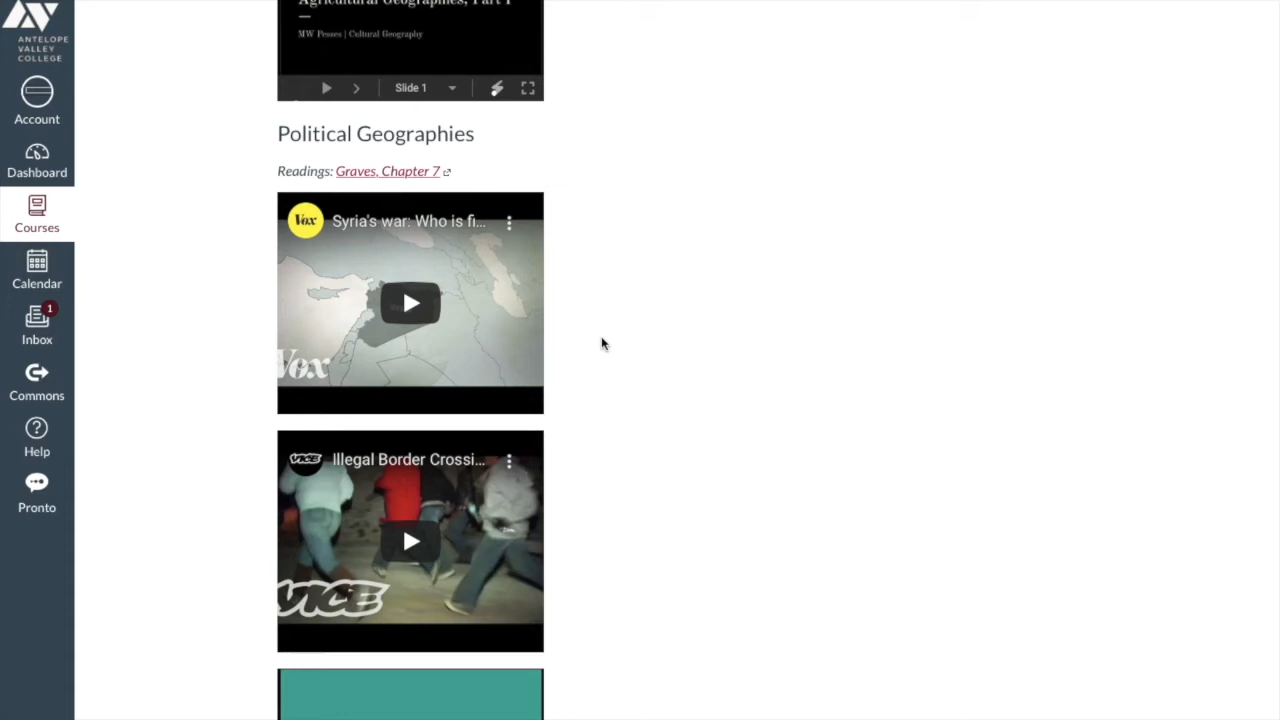 ANTELOPE
VALLEY
COLLEGE
Account
Dashboard
Courses
Calendar
1
Inbox
Commons
Help
Pronto
Agricultural Geographies, Part I
MW Pesses | Cultural Geography
Slide 1
Political Geographies
Readings: Graves, Chapter 7
Vox
Syria's war: Who is fi...
Vox
VICE
Illegal Border Crossi...
VICE